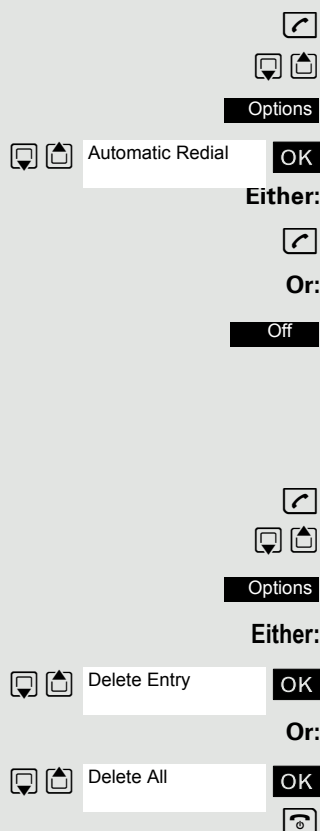 Options
Automatic Redial OK
Either:
Or:
Off
Options
Either:
Delete Entry OK
Or:
Delete All OK